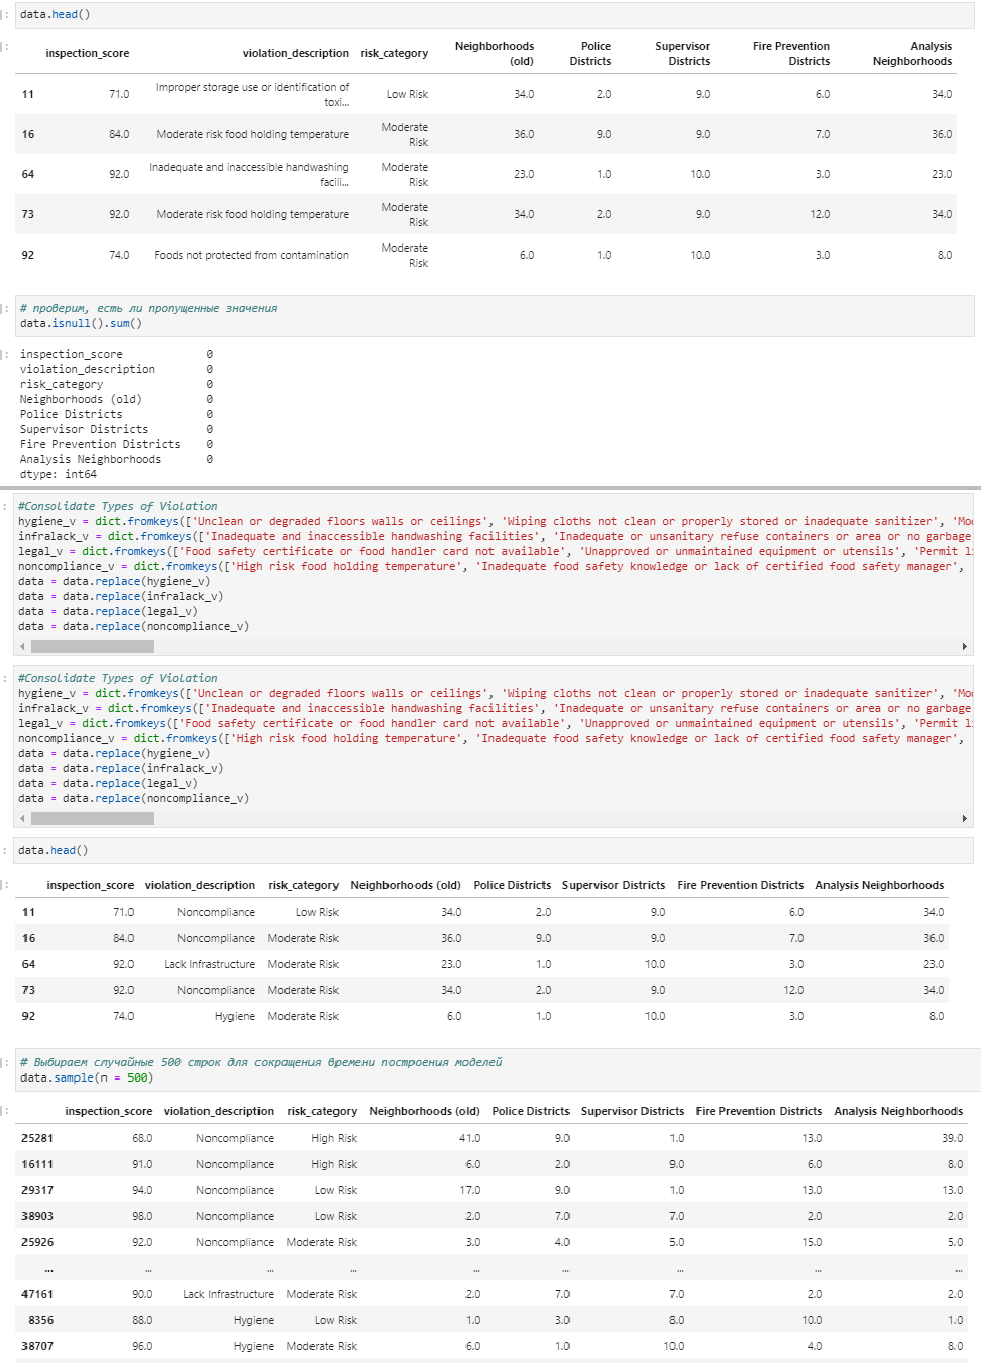 ]: data.head()
]: inspection_score violation_description risk_category Neighborhoods (old) Police Districts Supervisor Districts Fire Prevention Districts Analysis Neighborhoods
11 71.0 Improper storage use or identification of toxi... Low Risk 34.0 2.0 9.0 6.0 34.0
16 84.0 Moderate risk food holding temperature Moderate Risk 36.0 9.0 9.0 7.0 36.0
64 92.0 Inadequate and inaccessible handwashing facili... Moderate Risk 23.0 1.0 10.0 3.0 23.0
73 92.0 Moderate risk food holding temperature Moderate Risk 34.0 2.0 9.0 12.0 34.0
92 74.0 Foods not protected from contamination Moderate Risk 6.0 1.0 10.0 3.0 8.0
]: # проверим, есть ли пропущенные значения
data.isnull().sum()
]: inspection_score 0
violation_description 0
risk_category 0
Neighborhoods (old) 0
Police Districts 0
Supervisor Districts 0
Fire Prevention Districts 0
Analysis Neighborhoods 0
dtype: int64
: #Consolidate Types of Violation
hygiene_v = dict.fromkeys(['Unclean or degraded floors walls or ceilings', 'Wiping cloths not clean or properly stored or inadequate sanitizer', 'Mo
infralack_v = dict.fromkeys(['Inadequate and inaccessible handwashing facilities', 'Inadequate or unsanitary refuse containers or area or no garbage
legal_v = dict.fromkeys(['Food safety certificate or food handler card not available', 'Unapproved or unmaintained equipment or utensils', 'Permit li
noncompliance_v = dict.fromkeys(['High risk food holding temperature', 'Inadequate food safety knowledge or lack of certified food safety manager',
data = data.replace(hygiene_v)
data = data.replace(infralack_v)
data = data.replace(legal_v)
data = data.replace(noncompliance_v)
: #Consolidate Types of Violation
hygiene_v = dict.fromkeys(['Unclean or degraded floors walls or ceilings', 'Wiping cloths not clean or properly stored or inadequate sanitizer', 'Mo
infralack_v = dict.fromkeys(['Inadequate and inaccessible handwashing facilities', 'Inadequate or unsanitary refuse containers or area or no garbage
legal_v = dict.fromkeys(['Food safety certificate or food handler card not available', 'Unapproved or unmaintained equipment or utensils', 'Permit li
noncompliance_v = dict.fromkeys(['High risk food holding temperature', 'Inadequate food safety knowledge or lack of certified food safety manager',
data = data.replace(hygiene_v)
data = data.replace(infralack_v)
data = data.replace(legal_v)
data = data.replace(noncompliance_v)
: data.head()
]: inspection_score violation_description risk_category Neighborhoods (old) Police Districts Supervisor Districts Fire Prevention Districts Analysis Neighborhoods
11 71.0 Noncompliance Low Risk 34.0 2.0 9.0 6.0 34.0
16 84.0 Noncompliance Moderate Risk 36.0 9.0 9.0 7.0 36.0
64 92.0 Lack Infrastructure Moderate Risk 23.0 1.0 10.0 3.0 23.0
73 92.0 Noncompliance Moderate Risk 34.0 2.0 9.0 12.0 34.0
92 74.0 Hygiene Moderate Risk 6.0 1.0 10.0 3.0 8.0
]: # Выбираем случайные 500 строк для сокращения времени построения моделей
data.sample(n = 500)
]: inspection_score violation_description risk_category Neighborhoods (old) Police Districts Supervisor Districts Fire Prevention Districts Analysis Neighborhoods
25281 68.0 Noncompliance High Risk 41.0 9.0 1.0 13.0 39.0
16111 91.0 Noncompliance High Risk 6.0 2.0 9.0 6.0 8.0
29317 94.0 Noncompliance Low Risk 17.0 9.0 1.0 13.0 13.0
38903 98.0 Noncompliance Low Risk 2.0 7.0 7.0 2.0 2.0
25926 92.0 Noncompliance Moderate Risk 3.0 4.0 5.0 15.0 5.0
... ... ... ... ... ... ... ... ...
47161 90.0 Lack Infrastructure Moderate Risk 2.0 7.0 7.0 2.0 2.0
8356 88.0 Hygiene Low Risk 1.0 3.0 8.0 10.0 1.0
38707 96.0 Hygiene Moderate Risk 6.0 1.0 10.0 4.0 8.0